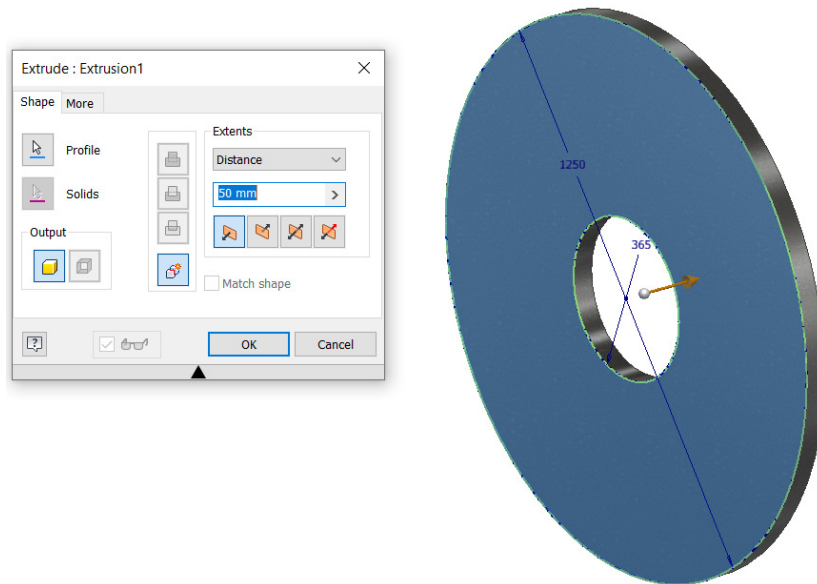 Extrude : Extrusion1
Shape
More
Profile
Solids
Output
Extents
Distance
50 mm
Match shape
OK
Cancel
1250
365